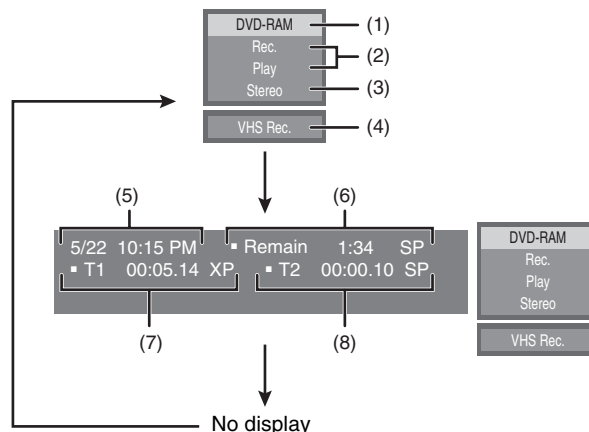 DVD-RAM (1)
Rec.
(2)
Play
Stereo (3)
VHS Rec. (4)
(5) (6)
5/22 10:15 PM ▪ Remain 1:34 SP
▪ T1 00:05.14 XP ▪ T2 00:00.10 SP
(7) (8)
DVD-RAM
Rec.
Play
Stereo
VHS Rec.
No display